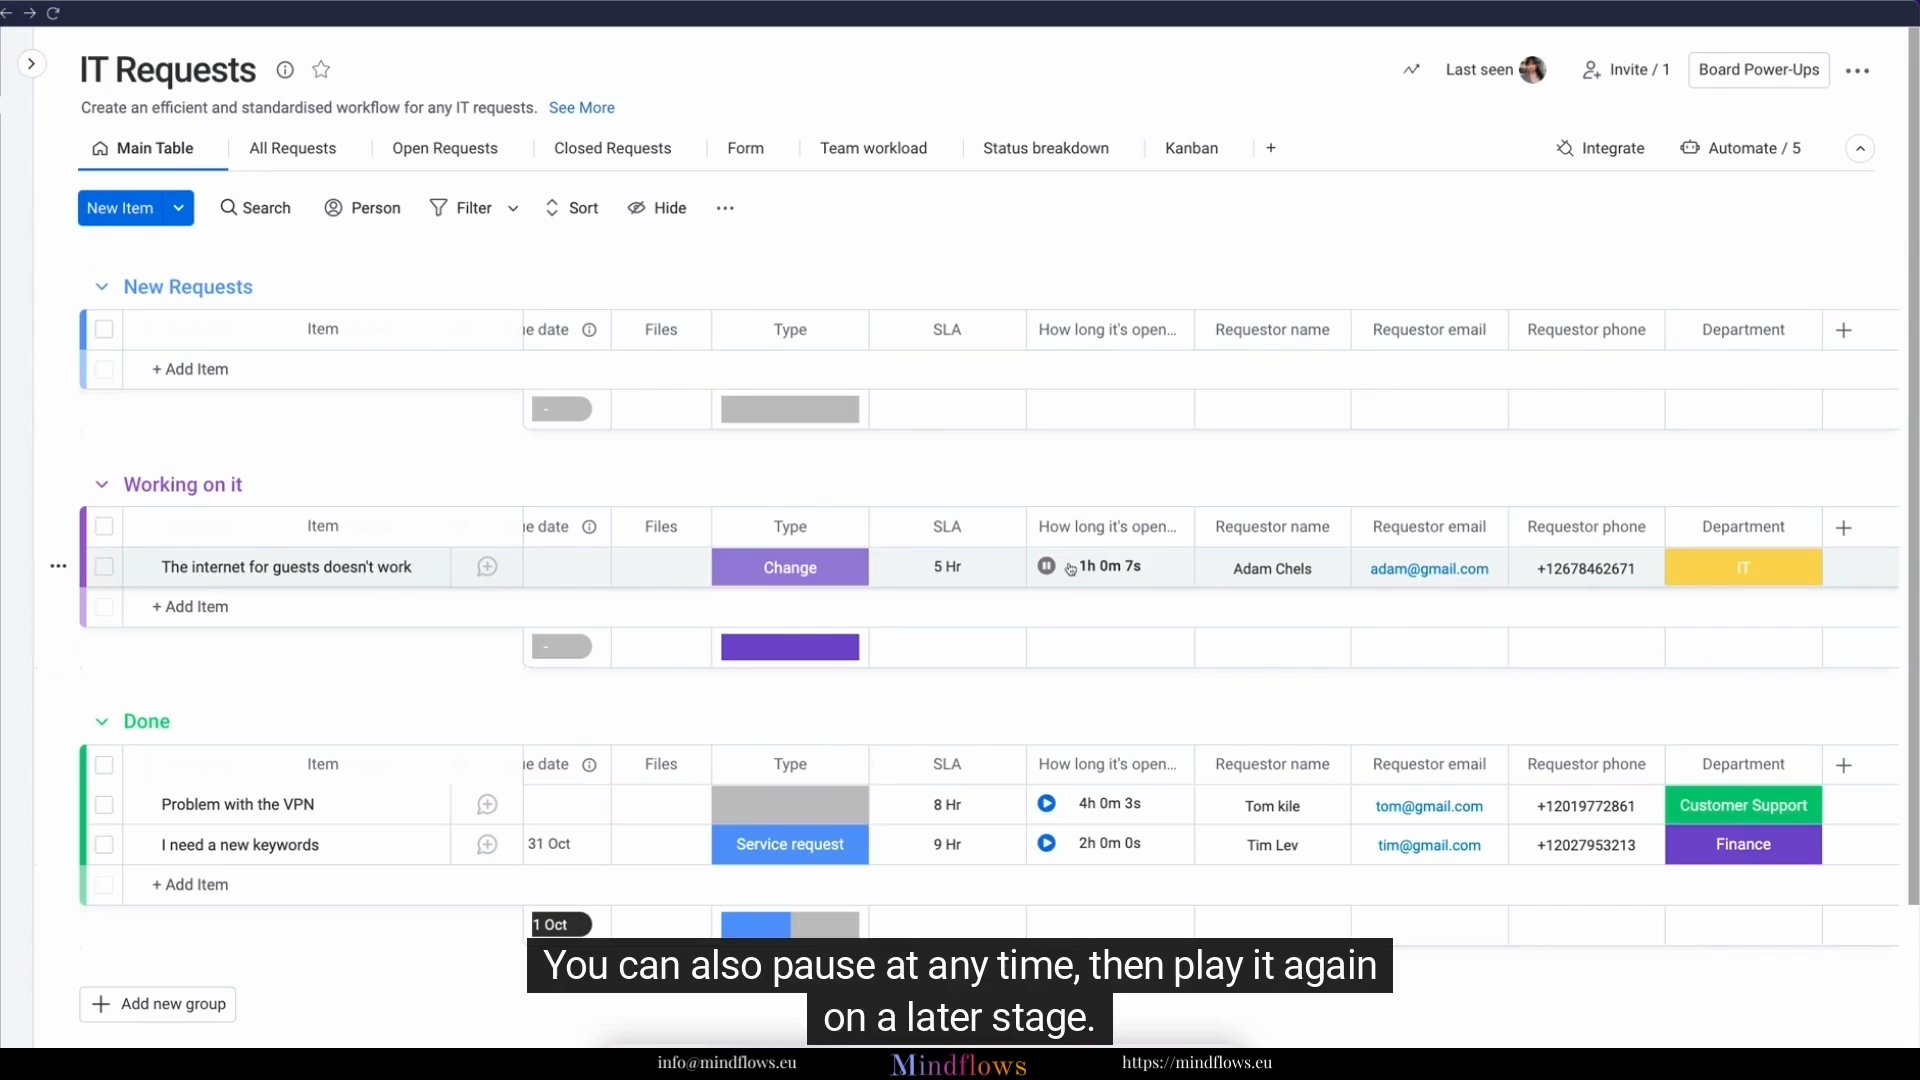 IT Requests
Last seen
Invite / 1
Board Power-Ups
Create an efficient and standardised workflow for any IT requests. See More
Main Table
All Requests
Open Requests
Closed Requests
Form
Team workload
Status breakdown
Kanban
+
Integrate
Automate / 5
New Item
Search
Person
Filter
Sort
Hide
New Requests
Item
ue date
Files
Type
SLA
How long it's open...
Requestor name
Requestor email
Requestor phone
Department
+ Add Item
-
Working on it
Item
ue date
Files
Type
SLA
How long it's open...
Requestor name
Requestor email
Requestor phone
Department
The internet for guests doesn't work
Change
5 Hr
1h 0m 7s
Adam Chels
adam@gmail.com
+12678462671
IT
+ Add Item
-
Done
Item
ue date
Files
Type
SLA
How long it's open...
Requestor name
Requestor email
Requestor phone
Department
Problem with the VPN
8 Hr
4h 0m 3s
Tom kile
tom@gmail.com
+12019772861
Customer Support
I need a new keywords
31 Oct
Service request
9 Hr
2h 0m 0s
Tim Lev
tim@gmail.com
+12027953213
Finance
+ Add Item
1 Oct
You can also pause at any time, then play it again
on a later stage.
+ Add new group
info@mindflows.eu
Mindflows
https://mindflows.eu